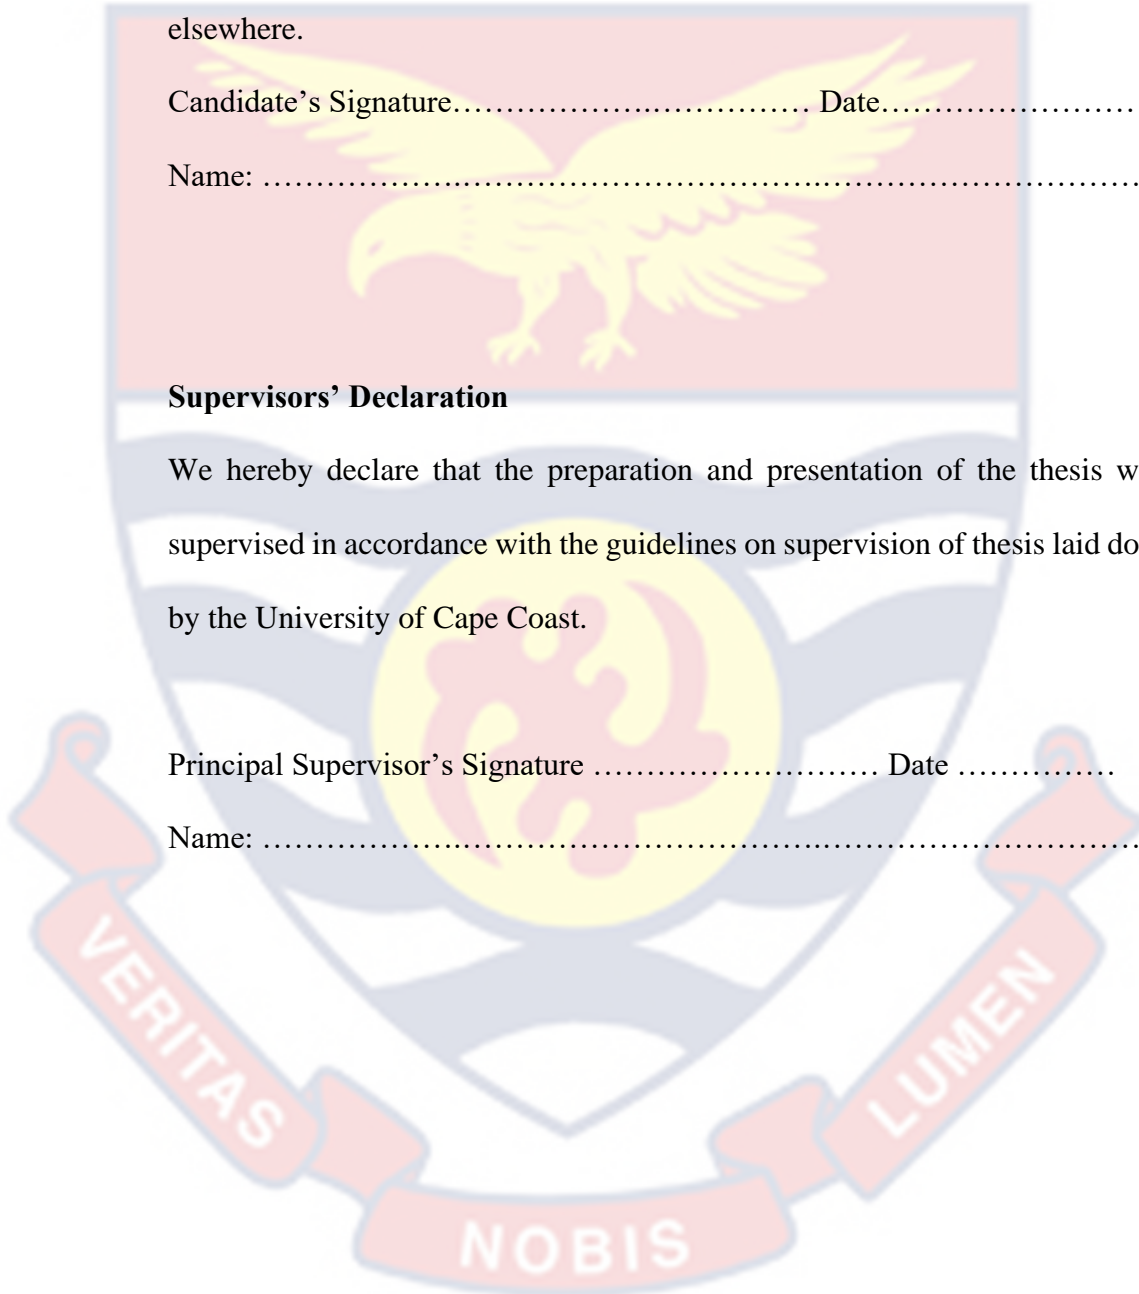 elsewhere.
Candidate’s Signature……………….…….……… Date….…………………
Name: ……………….…………………………….…………………………
Supervisors’ Declaration
We hereby declare that the preparation and presentation of the thesis w
supervised in accordance with the guidelines on supervision of thesis laid do
by the University of Cape Coast.
Principal Supervisor’s Signature ……………………… Date ……………
Name: ……………….…………………………….…………………………
VERITAS
NOBIS
LUMEN